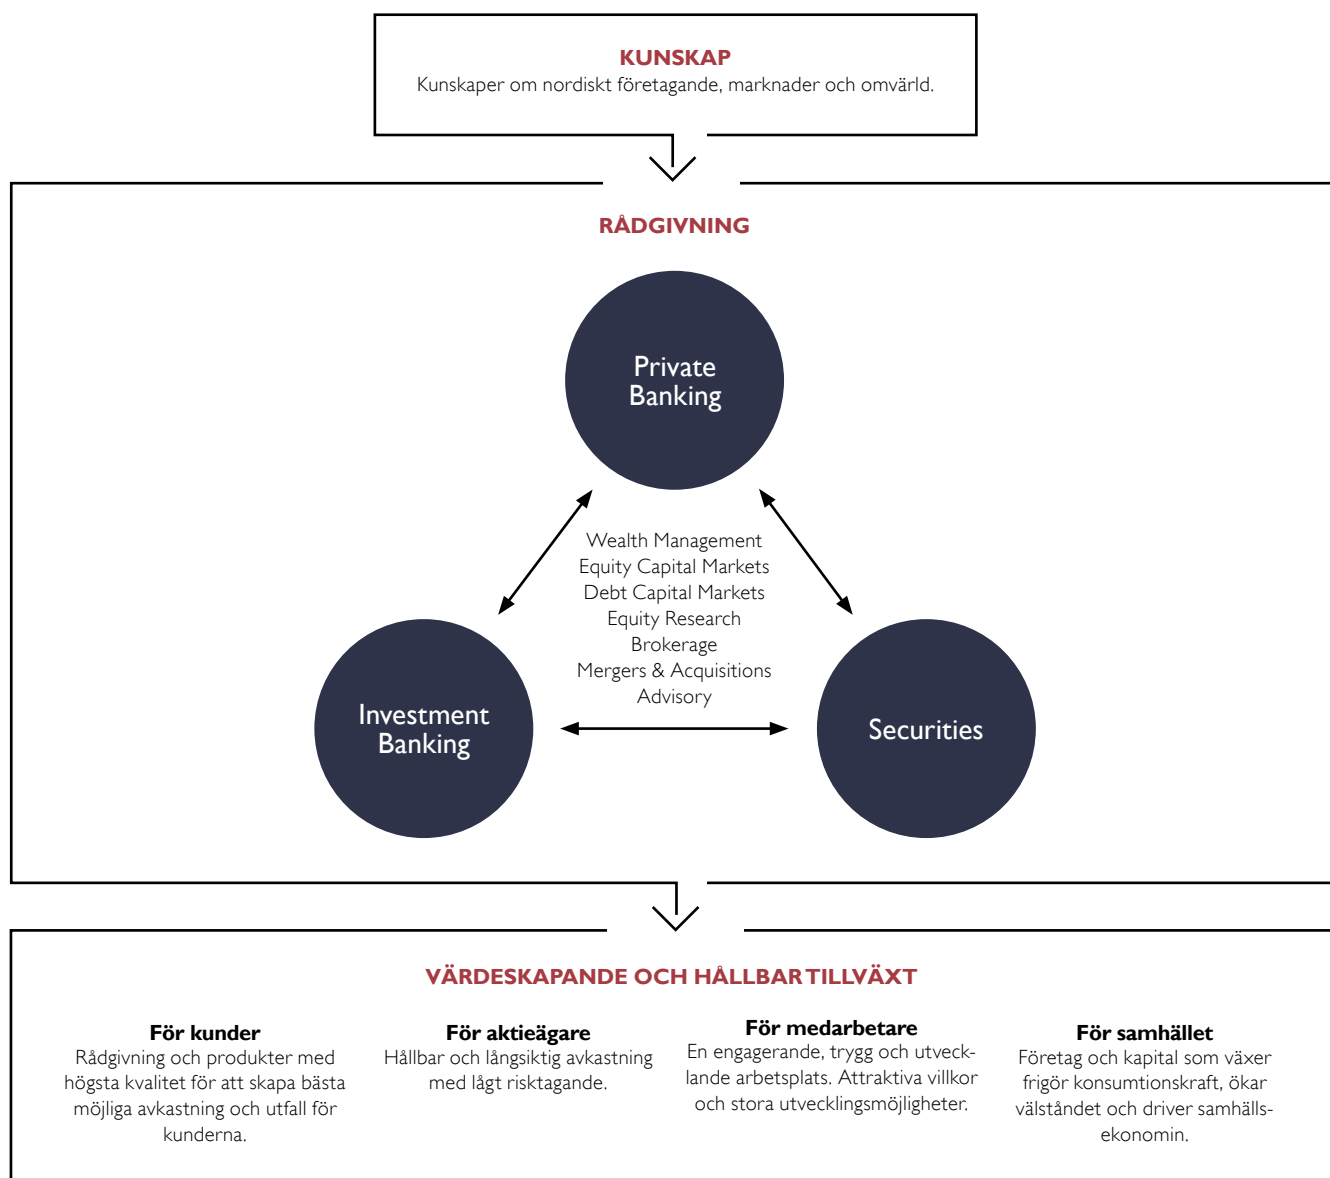 KUNSKAP
Kunskaper om nordiskt företagande, marknader och omvärld.
RÅDGIVNING
Private
Banking
Wealth Management
Equity Capital Markets
Debt Capital Markets
Equity Research
Brokerage
Mergers & Acquisitions
Advisory
Investment
Banking
Securities
VÄRDESKAPANDE OCH HÅLLBAR TILLVÄXT
För kunder
Rådgivning och produkter med
högsta kvalitet för att skapa bästa
möjliga avkastning och utfall för
kunderna.
För aktieägare
Hållbar och långsiktig avkastning
med lågt risktagande.
För medarbetare
En engagerande, trygg och utveck-
lande arbetsplats. Attraktiva villkor
och stora utvecklingsmöjligheter.
För samhället
Företag och kapital som växer
frigör konsumtionskraft, ökar
välståndet och driver samhälls-
ekonomin.